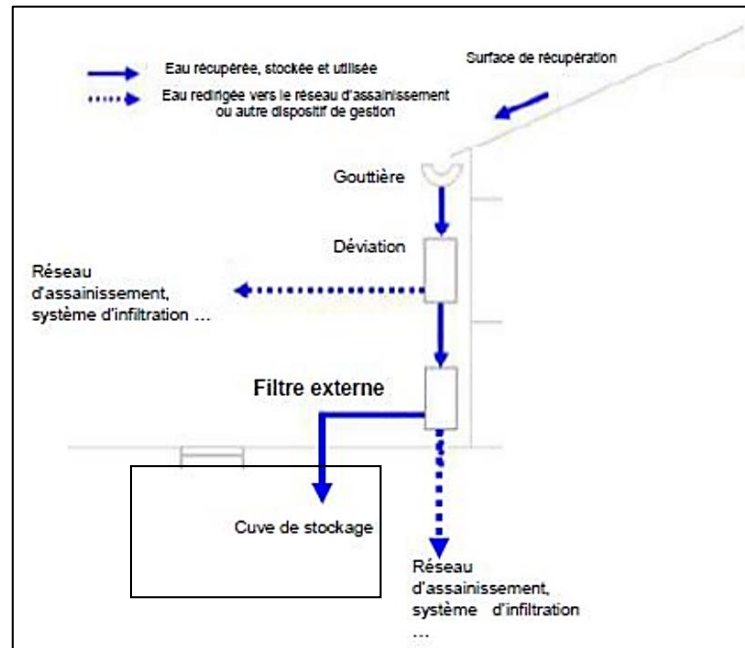 Eau récupérée, stockée et utilisée
Surface de récupération
Eau redirigée vers le réseau d'assainissement
ou autre dispositif de gestion
Gouttière
Déviation
Réseau
d'assainissement,
système d'infiltration ...
Filtre externe
Cuve de stockage
Réseau
d'assainissement,
système d'infiltration
...